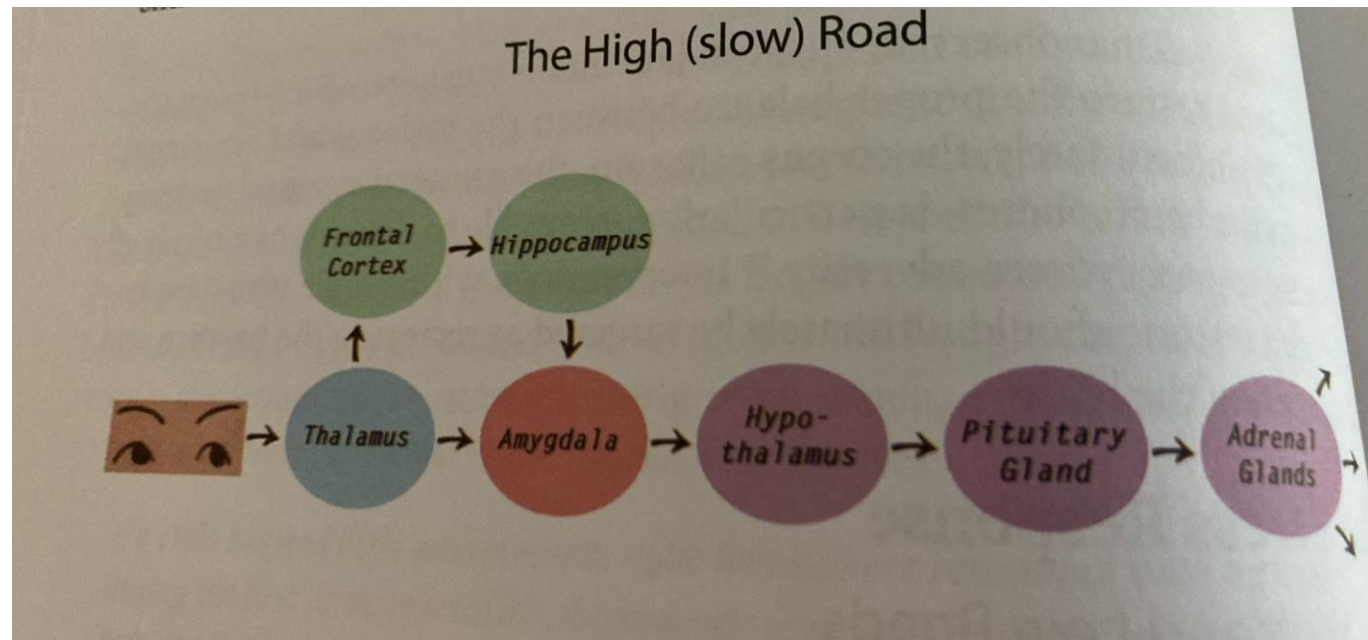 The High (slow) Road
Frontal
Cortex
Hippocampus
Thalamus
Amygdala
Hypo-
thalamus
Pituitary
Gland
Adrenal
Glands